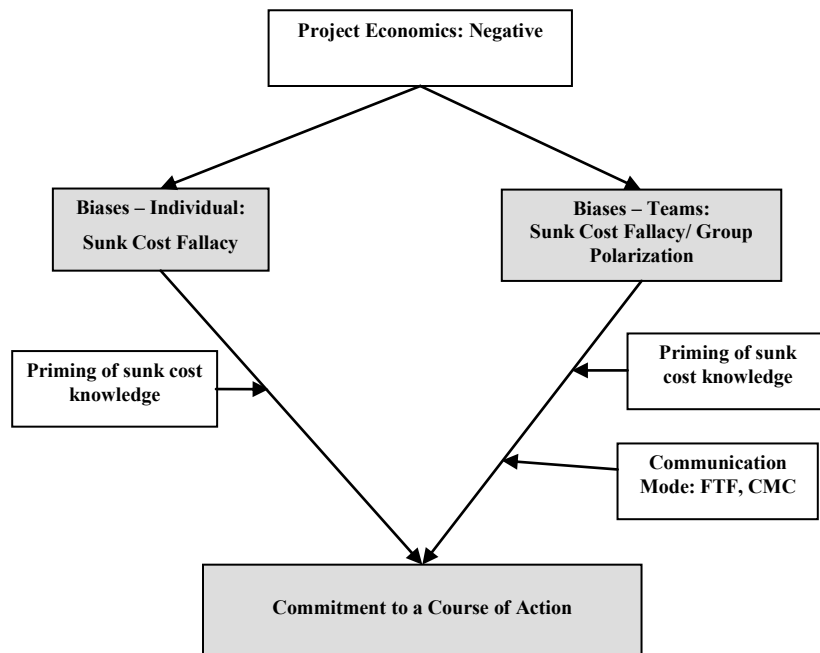 Project Economics: Negative
Biases – Individual:
Sunk Cost Fallacy
Biases – Teams:
Sunk Cost Fallacy/ Group
Polarization
Priming of sunk cost
knowledge
Priming of sunk
cost knowledge
Communication
Mode: FTF, CMC
Commitment to a Course of Action